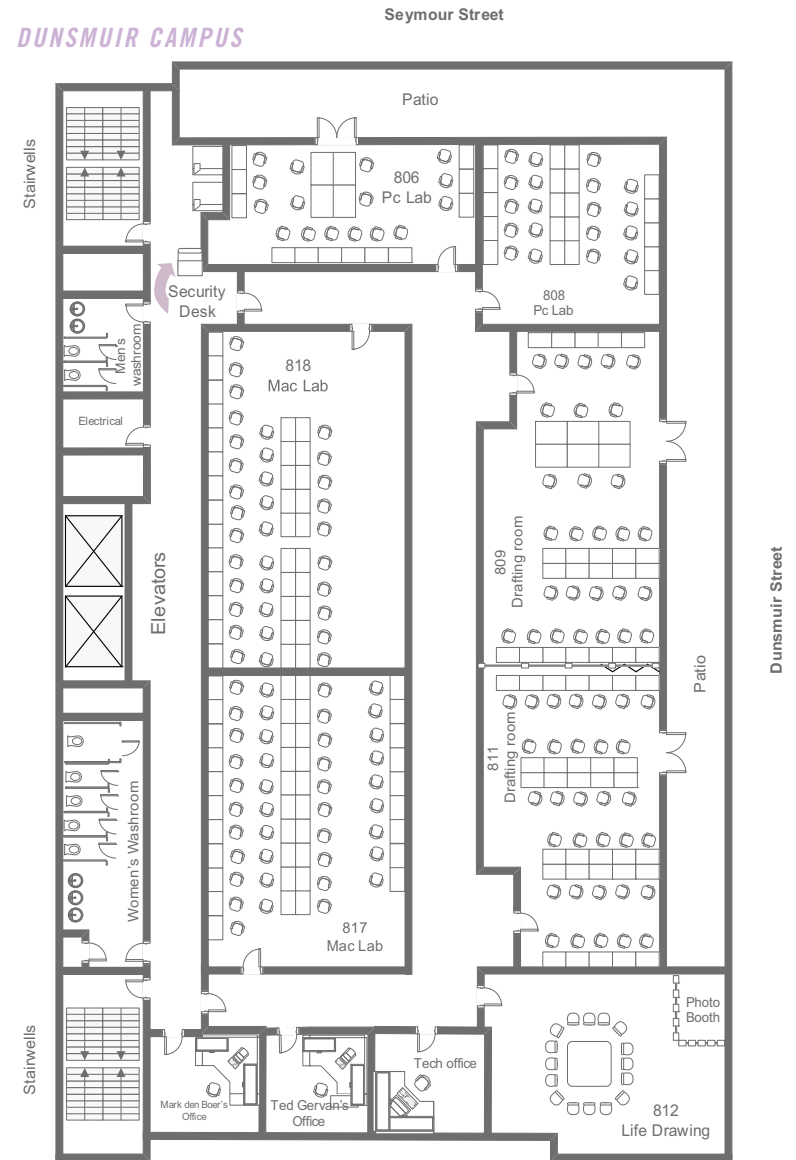 Seymour Street
DUNSMUIR CAMPUS
Patio
Stairwells
806
Pc Lab
Security
Desk
808
Pc Lab
Men's
washroom
818
Mac Lab
Electrical
Elevators
809
Drafting room
Dunsmuir Street
Patio
811
Drafting room
Women's Washroom
817
Mac Lab
Photo
Booth
Stairwells
Tech office
Mark den Boer's
Office
Ted Gervan's
Office
812
Life Drawing